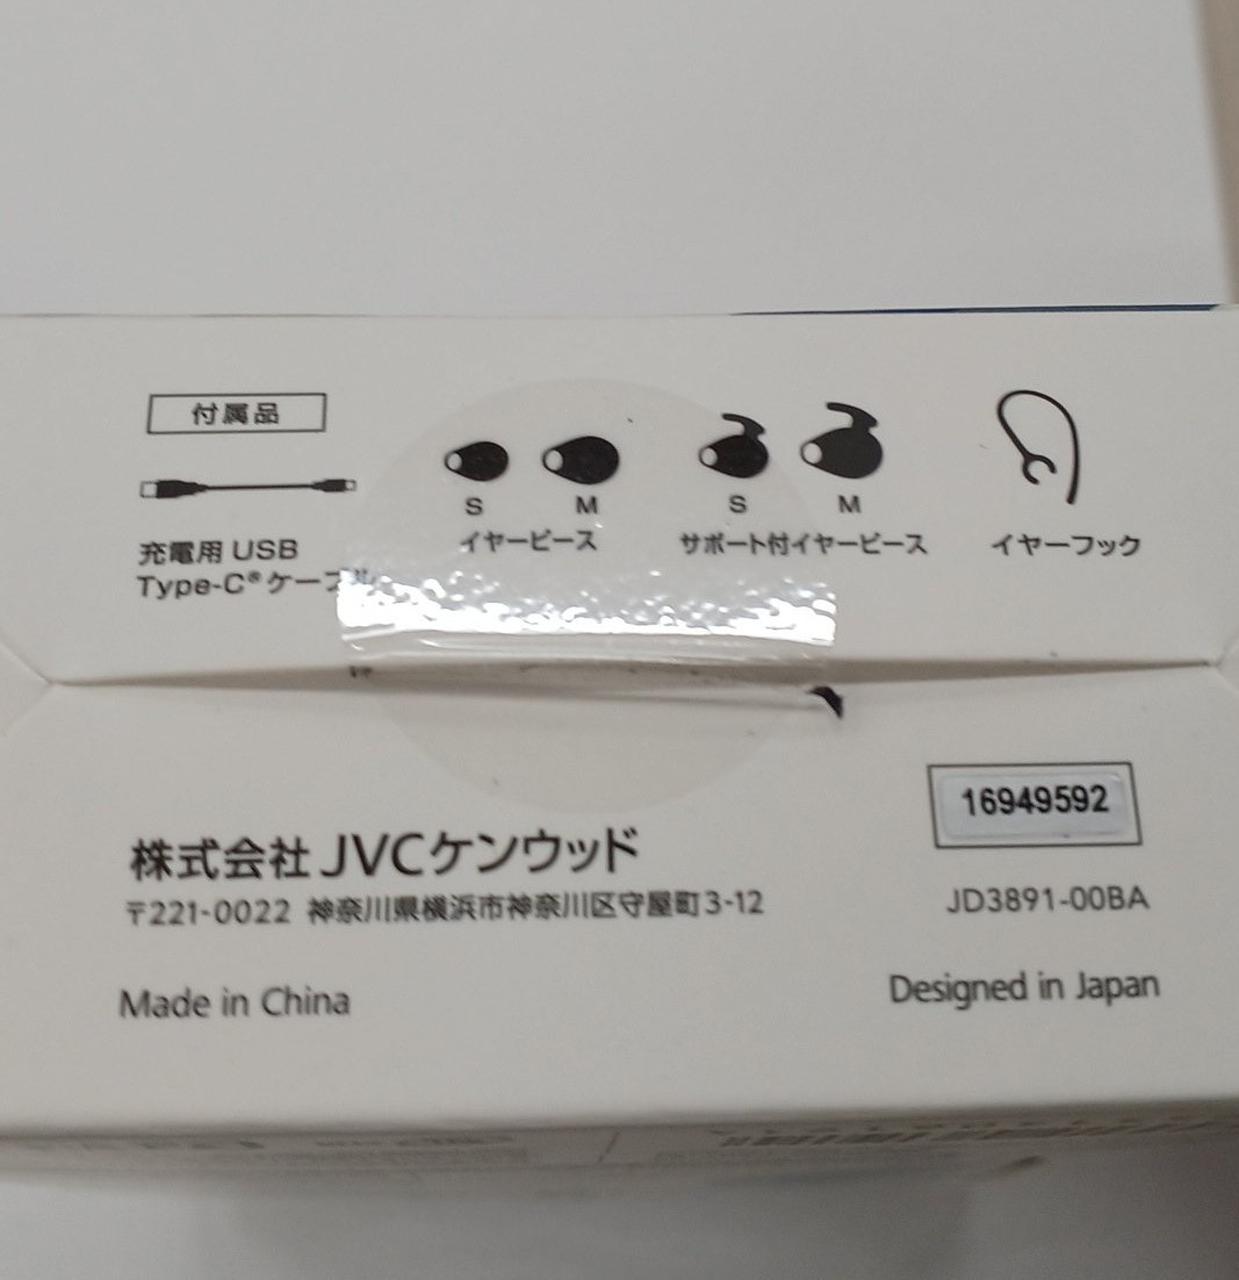 付属品
S
M
S
M
充電用 USB
Type-C®ケーブル
イヤーピース
サポート付イヤーピース
イヤーフック
16949592
株式会社 JVCケンウッド
〒221-0022 神奈川県横浜市神奈川区守屋町3-12
JD3891-00BA
Made in China
Designed in Japan